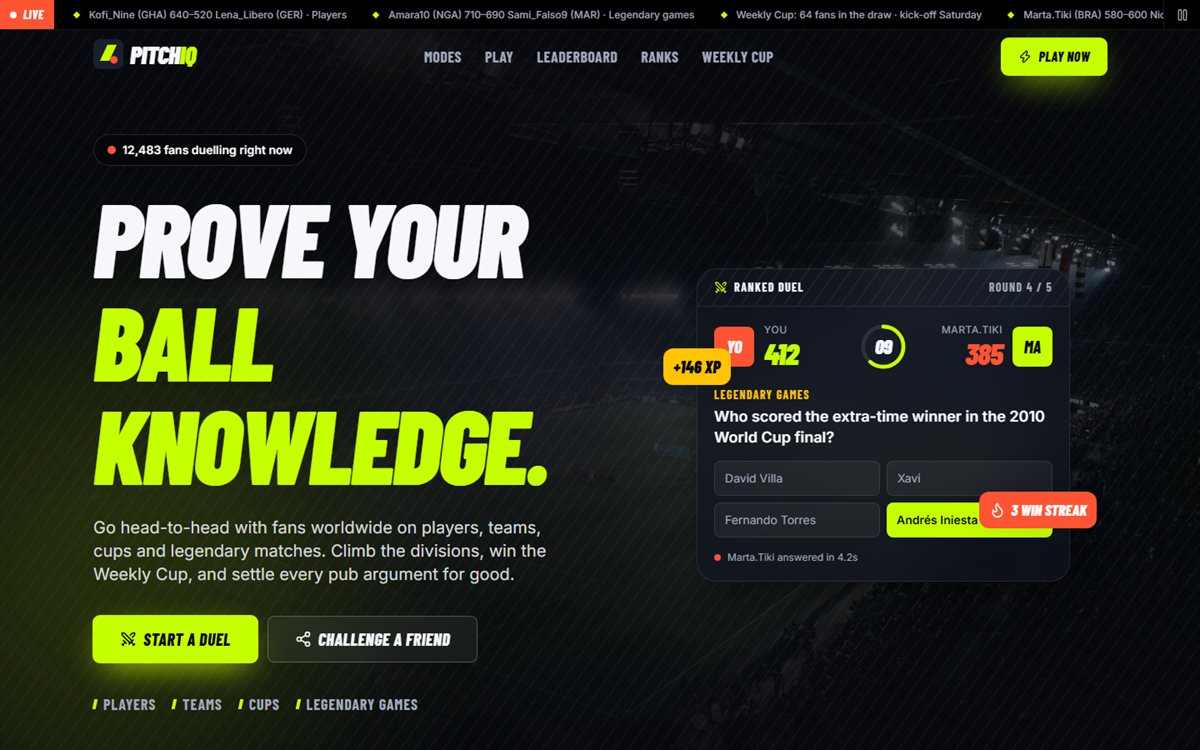 LIVE
Kofi_Nine (GHA) 640–520 Lena_Libero (GER) · Players
Amara10 (NGA) 710–690 Sami_Falso9 (MAR) · Legendary games
Weekly Cup: 64 fans in the draw · kick-off Saturday
Marta.Tiki (BRA) 580–600
PITCHIQ
MODES
PLAY
LEADERBOARD
RANKS
WEEKLY CUP
PLAY NOW
12,483 fans duelling right now
PROVE YOUR
BALL
KNOWLEDGE.
Go head-to-head with fans worldwide on players, teams,
cups and legendary matches. Climb the divisions, win the
Weekly Cup, and settle every pub argument for good.
START A DUEL
CHALLENGE A FRIEND
PLAYERS
TEAMS
CUPS
LEGENDARY GAMES
RANKED DUEL
ROUND 4 / 5
YO
YOU
412
09
MARTA.TIKI
385
MA
+146 XP
LEGENDARY GAMES
Who scored the extra-time winner in the 2010
World Cup final?
David Villa
Xavi
Fernando Torres
Andrés Iniesta
3 WIN STREAK
Marta.Tiki answered in 4.2s